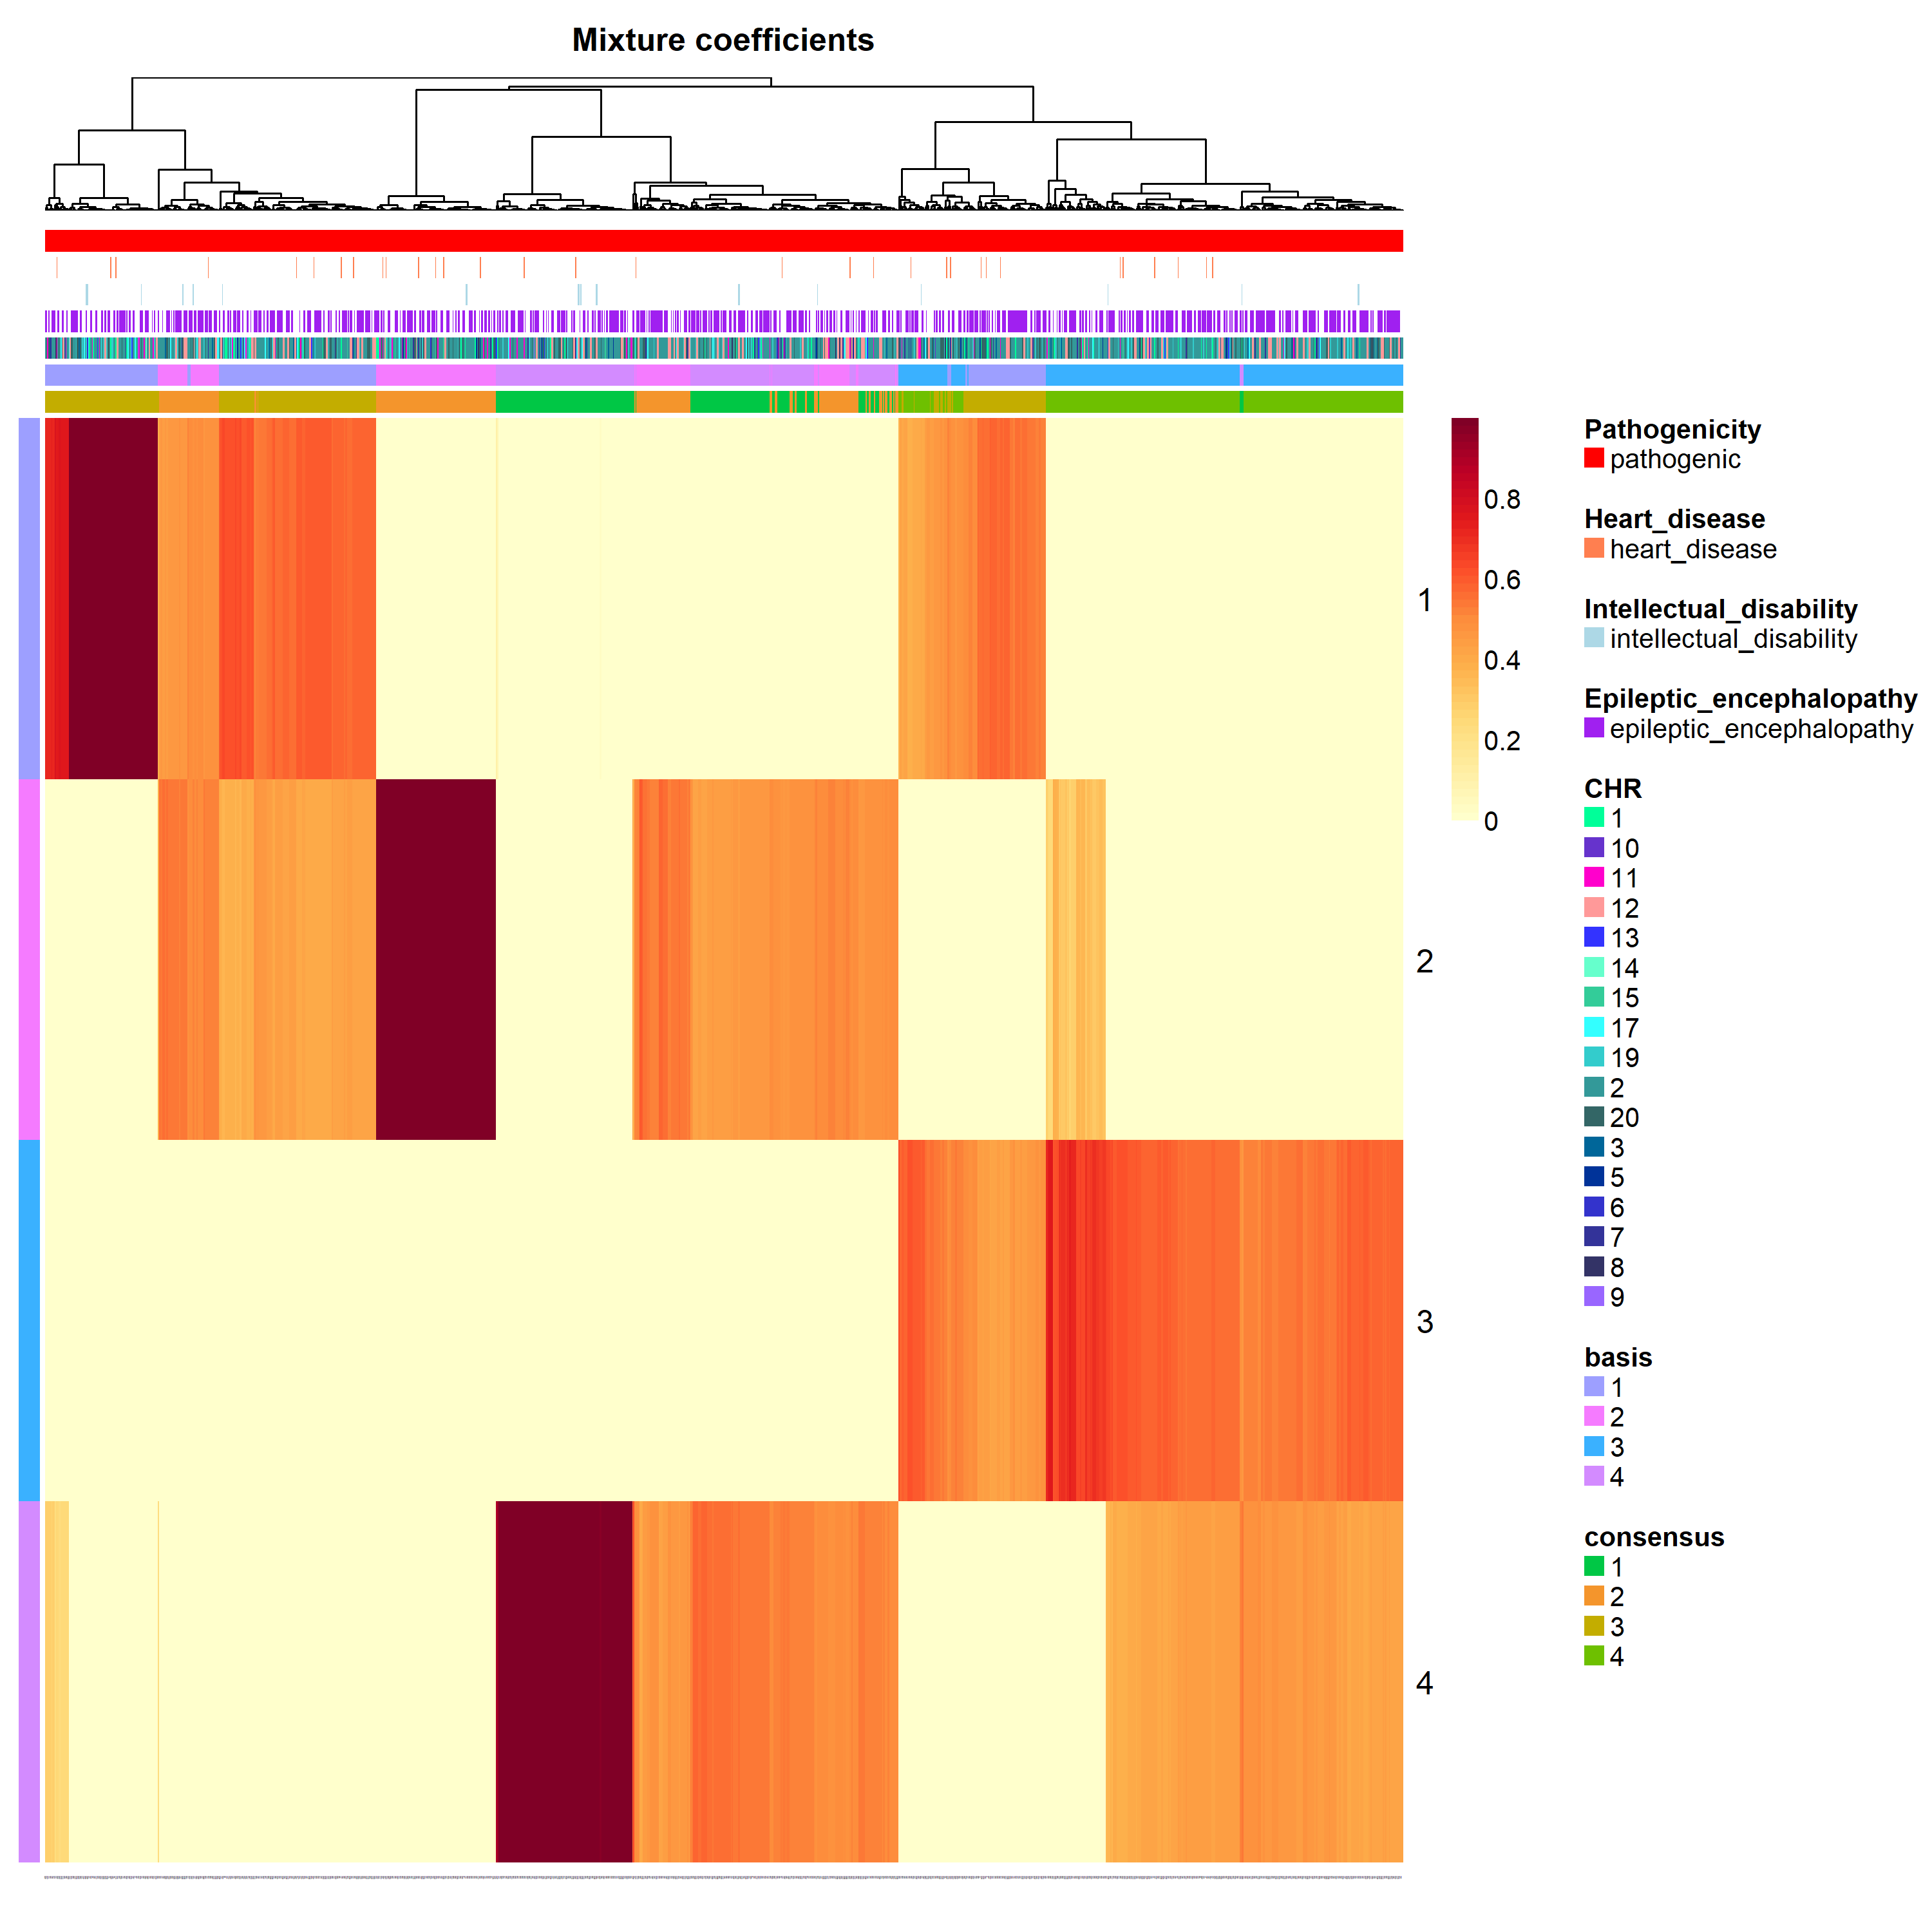 Mixture coefficients
0.8
0.6
0.4
0.2
0
1
2
3
4
Pathogenicity
pathogenic
Heart_disease
heart_disease
Intellectual_disability
intellectual_disability
Epileptic_encephalopathy
epileptic_encephalopathy
CHR
1
10
11
12
13
14
15
17
19
2
20
3
5
6
7
8
9
basis
1
2
3
4
consensus
1
2
3
4